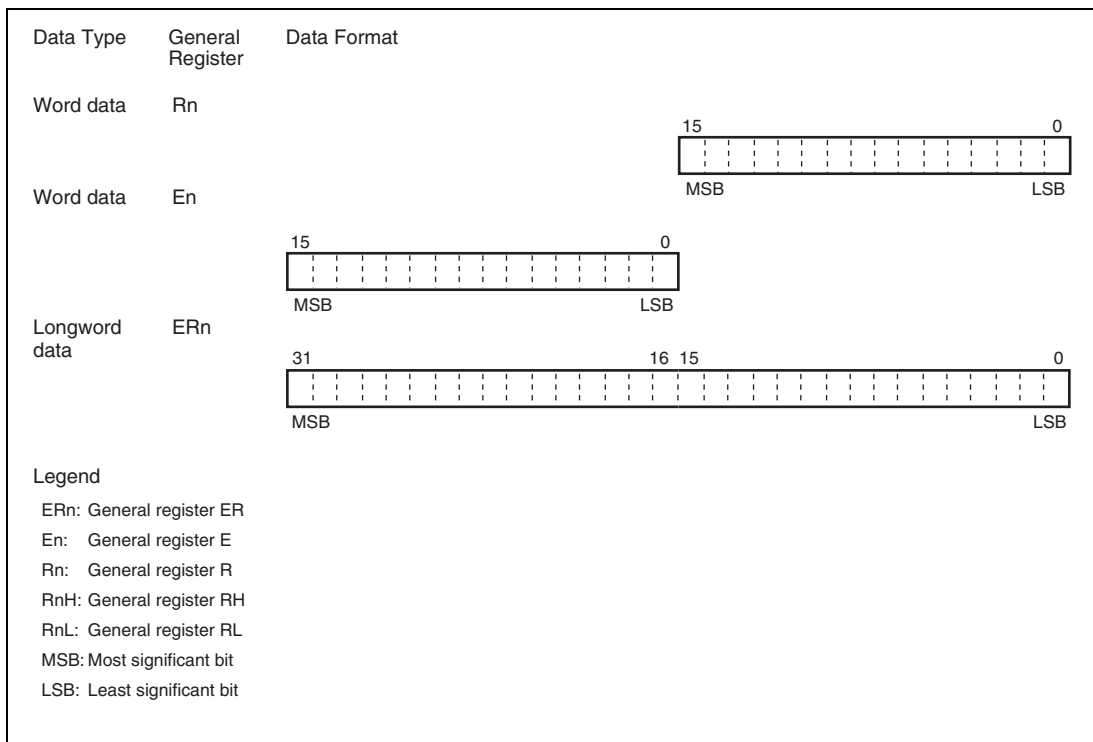 Data Type General Register Data Format
Word data Rn
15 0
MSB LSB
Word data En
15 0
MSB LSB
Longword data ERn
31 16 15 0
MSB LSB
Legend
ERn: General register ER
En: General register E
Rn: General register R
RnH: General register RH
RnL: General register RL
MSB: Most significant bit
LSB: Least significant bit